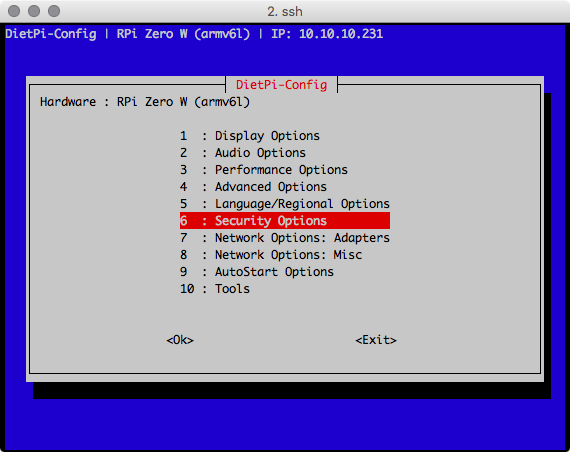 2. ssh
DietPi-Config | RPi Zero W (armv6l) | IP: 10.10.10.231
DietPi-Config
Hardware : RPi Zero W (armv6l)
1 : Display Options
2 : Audio Options
3 : Performance Options
4 : Advanced Options
5 : Language/Regional Options
6 : Security Options
7 : Network Options: Adapters
8 : Network Options: Misc
9 : AutoStart Options
10 : Tools
<Ok> <Exit>